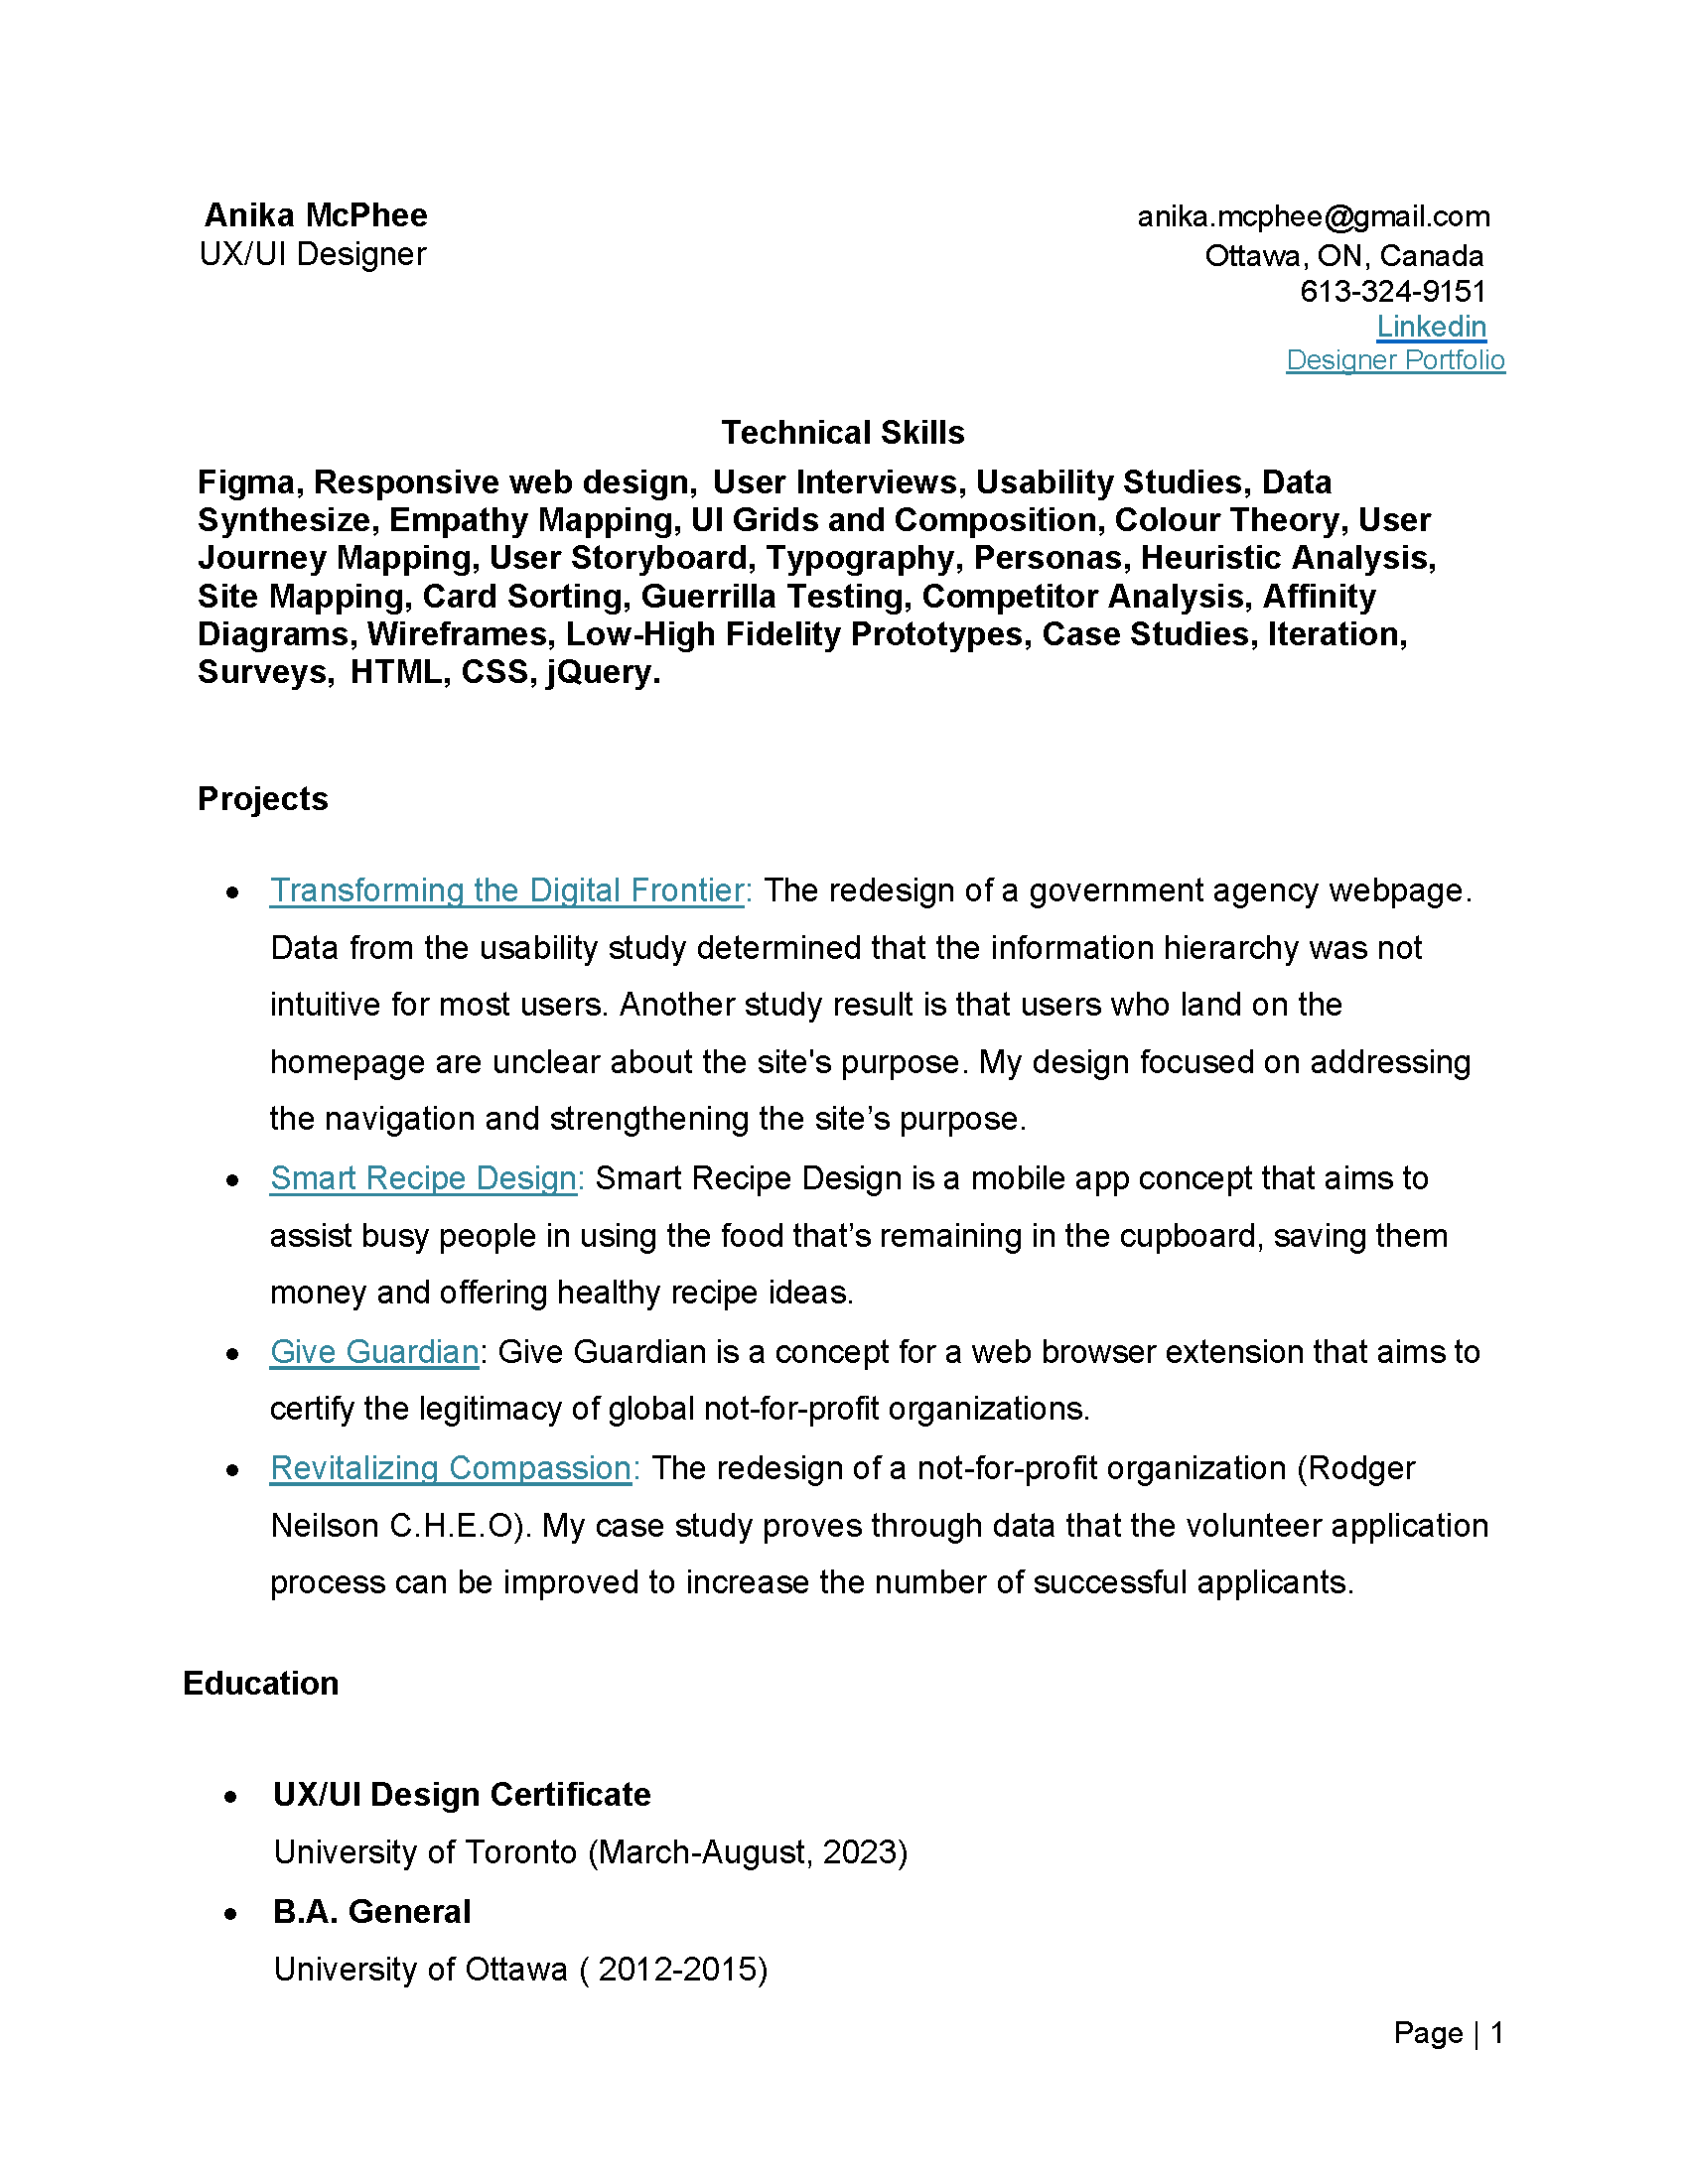 Anika McPhee
UX/UI Designer
anika.mcphee@gmail.com
Ottawa, ON, Canada
613-324-9151
Linkedin
Designer Portfolio
Technical Skills
Figma, Responsive web design, User Interviews, Usability Studies, Data
Synthesize, Empathy Mapping, UI Grids and Composition, Colour Theory, User
Journey Mapping, User Storyboard, Typography, Personas, Heuristic Analysis,
Site Mapping, Card Sorting, Guerrilla Testing, Competitor Analysis, Affinity
Diagrams, Wireframes, Low-High Fidelity Prototypes, Case Studies, Iteration,
Surveys, HTML, CSS, jQuery.
Projects
• Transforming the Digital Frontier: The redesign of a government agency webpage.
Data from the usability study determined that the information hierarchy was not
intuitive for most users. Another study result is that users who land on the
homepage are unclear about the site's purpose. My design focused on addressing
the navigation and strengthening the site’s purpose.
• Smart Recipe Design: Smart Recipe Design is a mobile app concept that aims to
assist busy people in using the food that’s remaining in the cupboard, saving them
money and offering healthy recipe ideas.
• Give Guardian: Give Guardian is a concept for a web browser extension that aims to
certify the legitimacy of global not-for-profit organizations.
• Revitalizing Compassion: The redesign of a not-for-profit organization (Rodger
Neilson C.H.E.O). My case study proves through data that the volunteer application
process can be improved to increase the number of successful applicants.
Education
• UX/UI Design Certificate
University of Toronto (March-August, 2023)
• B.A. General
University of Ottawa ( 2012-2015)
Page | 1